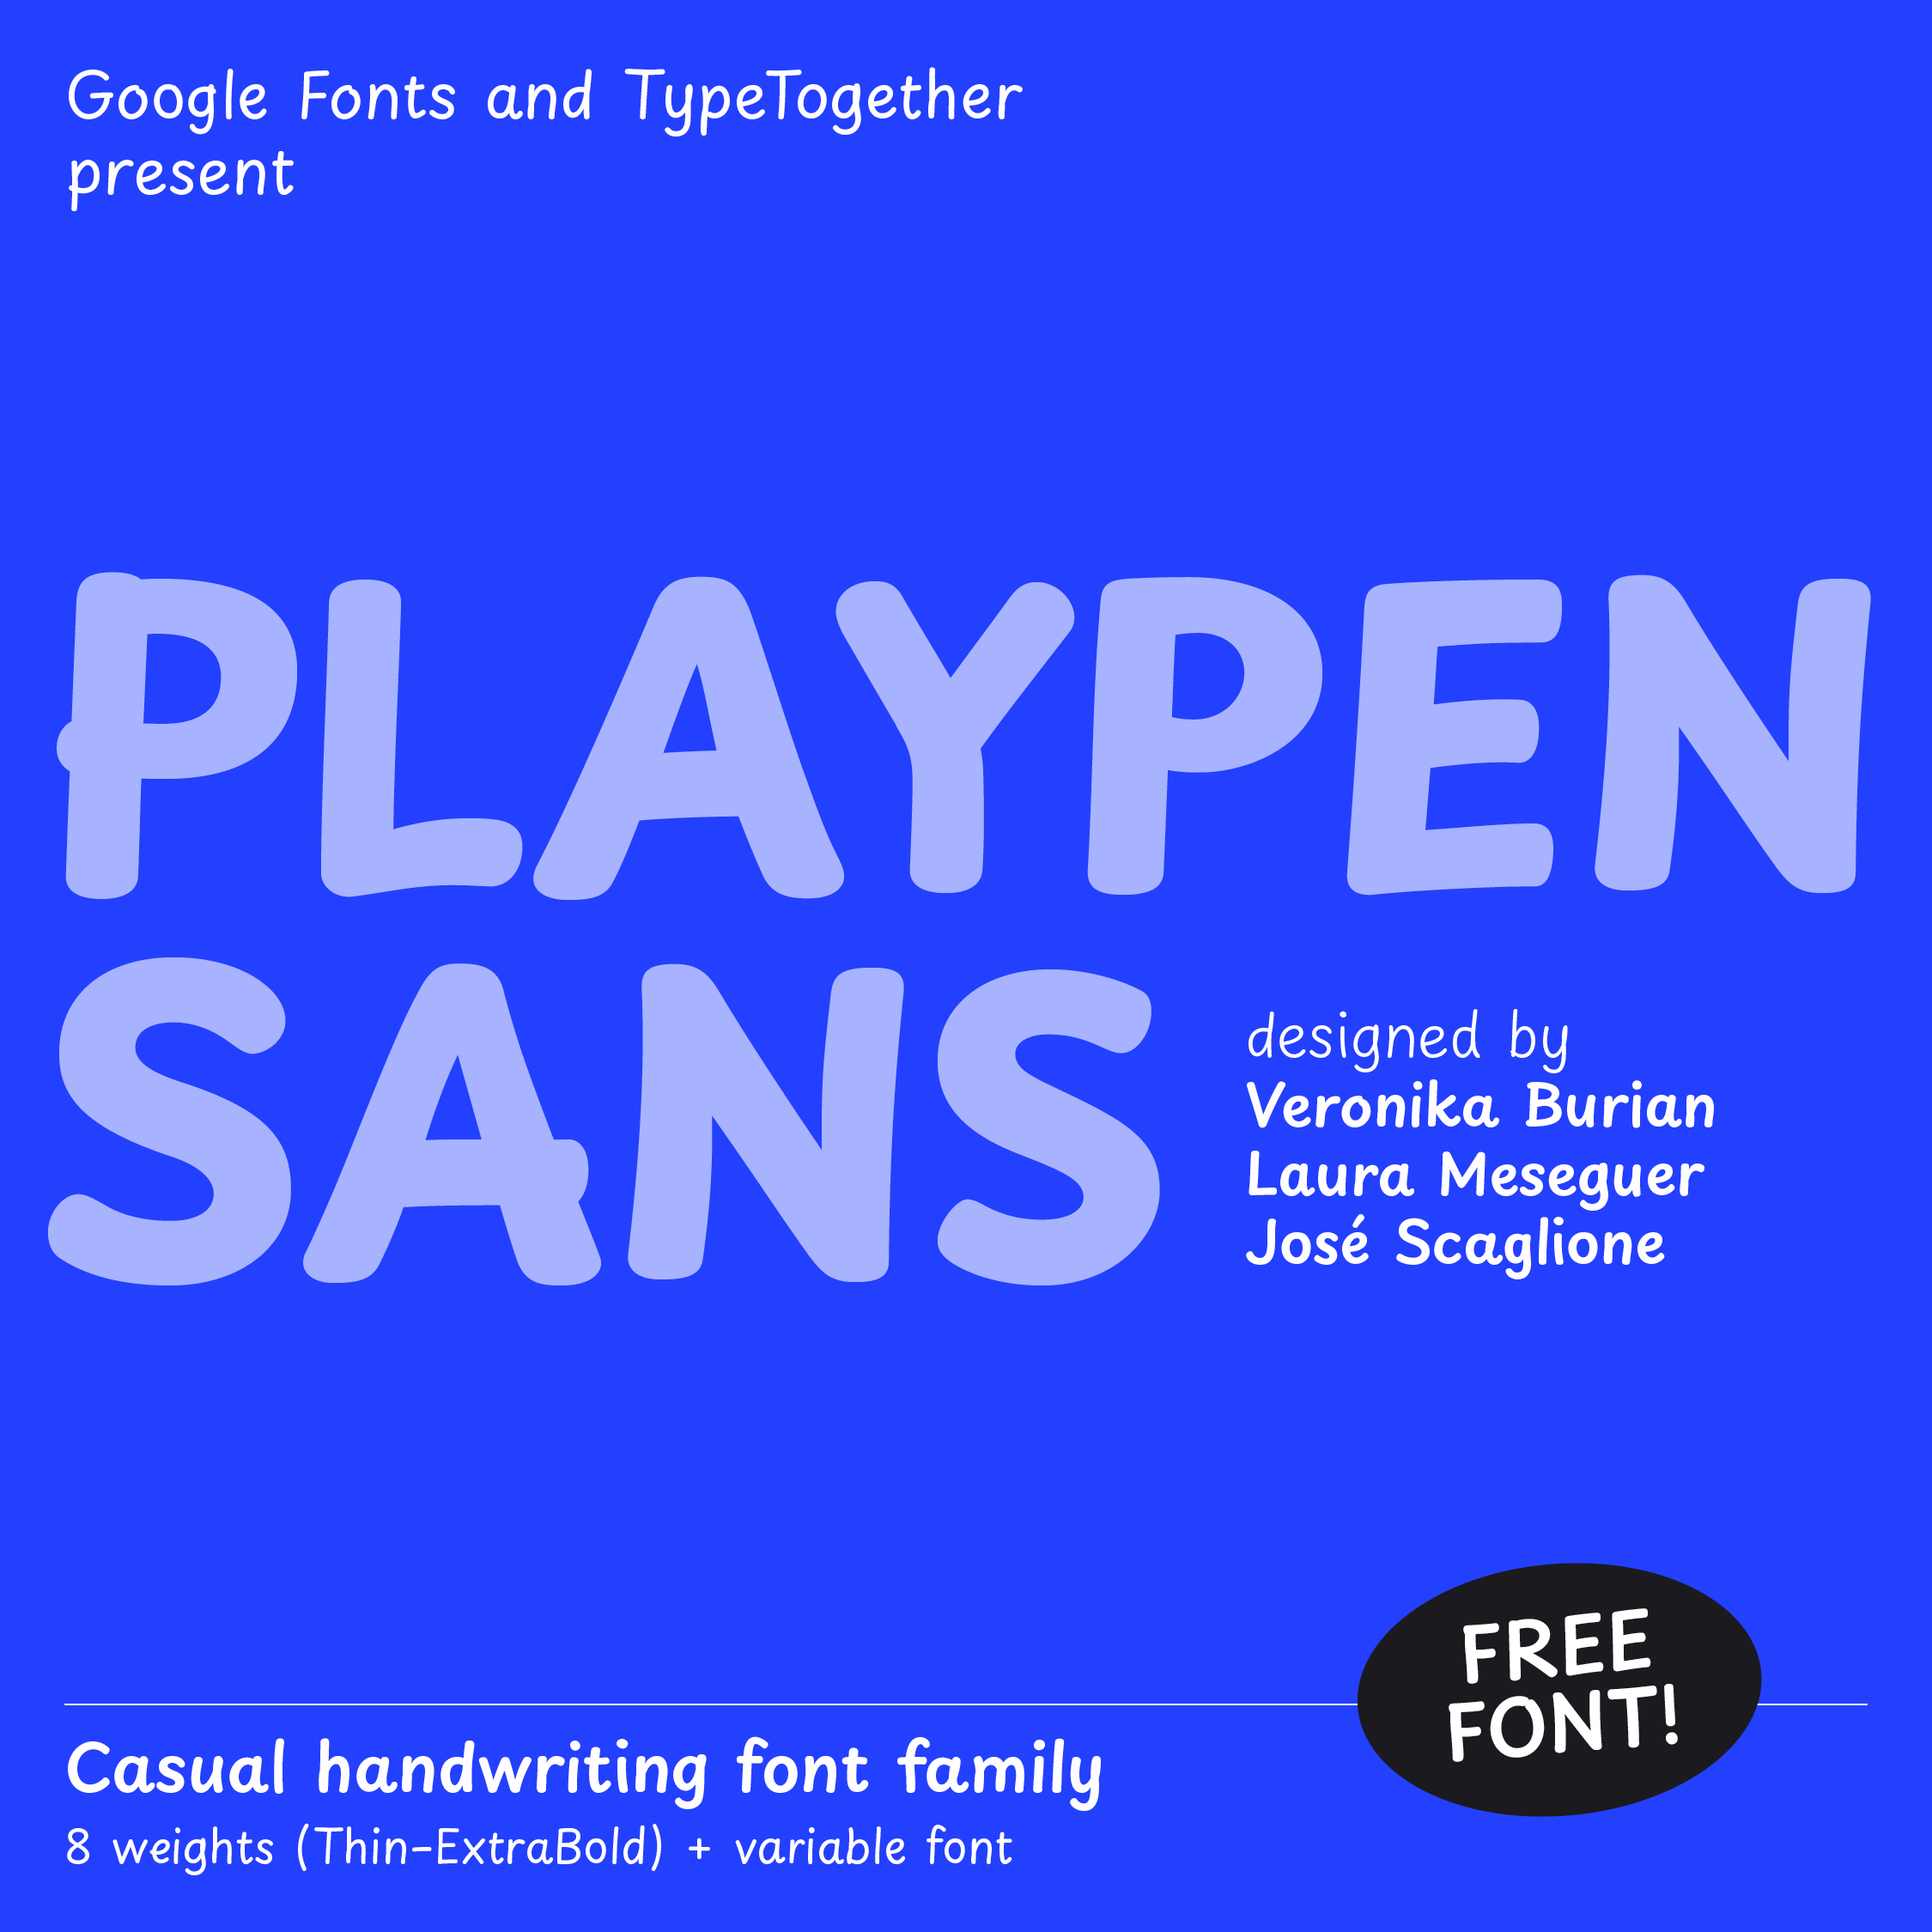 Google Fonts and TypeTogether
present
PLAYPEN
SANS
designed by
Veronika Burian
Laura Meseguer
José Scaglione
FREE
FONT!
Casual handwriting font family
8 weights (Thin–ExtraBold) + variable font